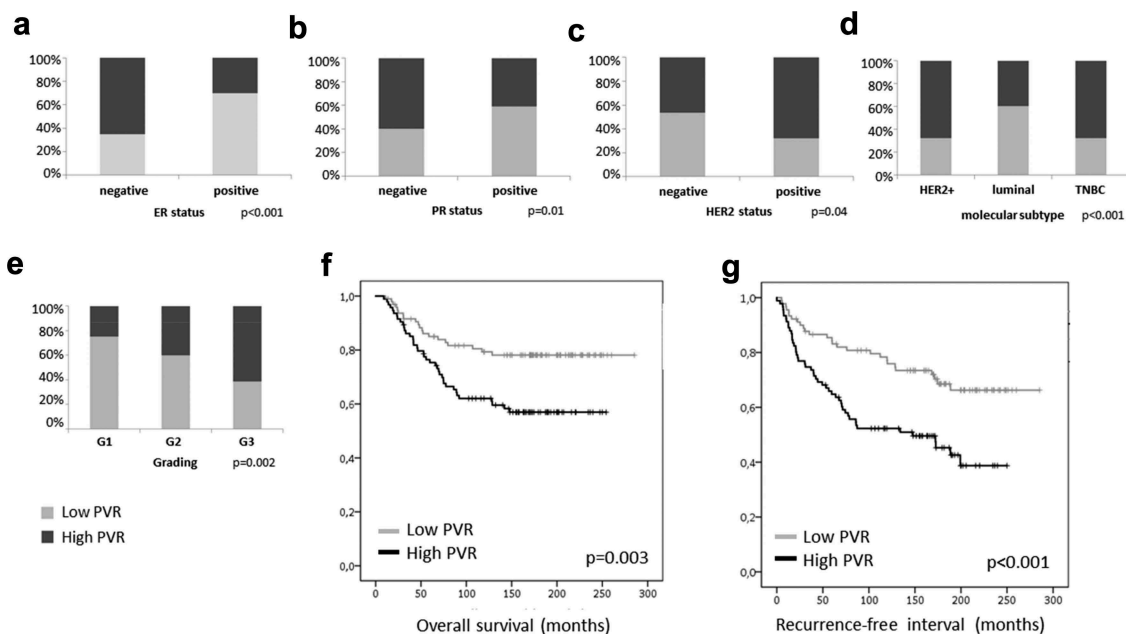 a
100%
80%
60%
40%
20%
0%
negative positive
ER status p<0.001
b
100%
80%
60%
40%
20%
0%
negative positive
PR status p=0.01
c
100%
80%
60%
40%
20%
0%
negative positive
HER2 status p=0.04
d
100%
80%
60%
40%
20%
0%
HER2+ luminal TNBC
molecular subtype p<0.001
e
100%
80%
60%
40%
20%
0%
G1 G2 G3
Grading p=0.002
Low PVR
High PVR
f
1,0
0,8
0,6
0,4
0,2
0,0
Low PVR
High PVR
p=0.003
0 50 100 150 200 250 300
Overall survival (months)
g
1,0
0,8
0,6
0,4
0,2
0,0
Low PVR
High PVR
p<0.001
0 50 100 150 200 250 300
Recurrence-free interval (months)